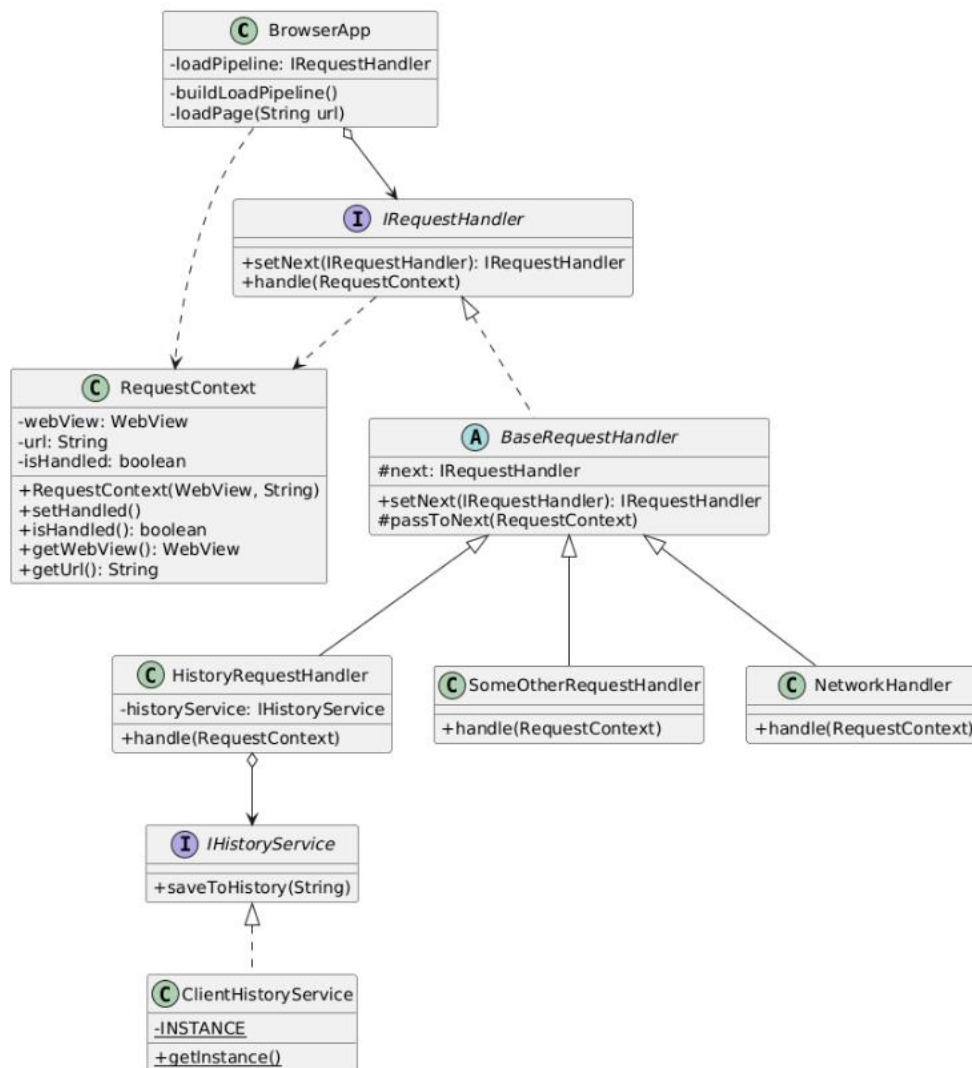 C BrowserApp
-loadPipeline: IRequestHandler
-buildLoadPipeline()
-loadPage(String url)
I IRequestHandler
+setNext(IRequestHandler): IRequestHandler
+handle(RequestContext)
C RequestContext
-webView: WebView
-url: String
-isHandled: boolean
+RequestContext(WebView, String)
+setHandled()
+isHandled(): boolean
+getWebView(): WebView
+getUrl(): String
A BaseRequestHandler
#next: IRequestHandler
+setNext(IRequestHandler): IRequestHandler
#passToNext(RequestContext)
C HistoryRequestHandler
-historyService: IHistoryService
+handle(RequestContext)
C SomeOtherRequestHandler
+handle(RequestContext)
C NetworkHandler
+handle(RequestContext)
I IHistoryService
+saveToHistory(String)
C ClientHistoryService
-INSTANCE
+getInstance()